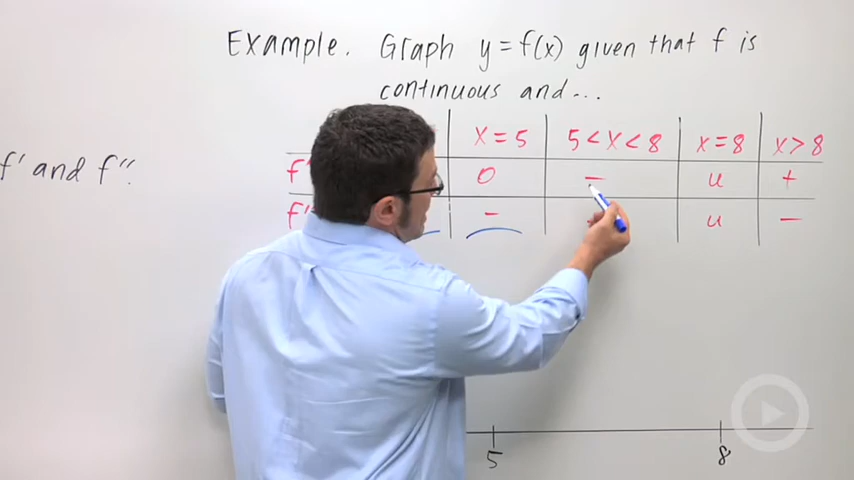 Example. Graph y = f(x) given that f is
continuous and...
f' and f''.
x = 5 5 < x < 8 x = 8 x > 8
f' 0 − u +
f'' − u −
5 8